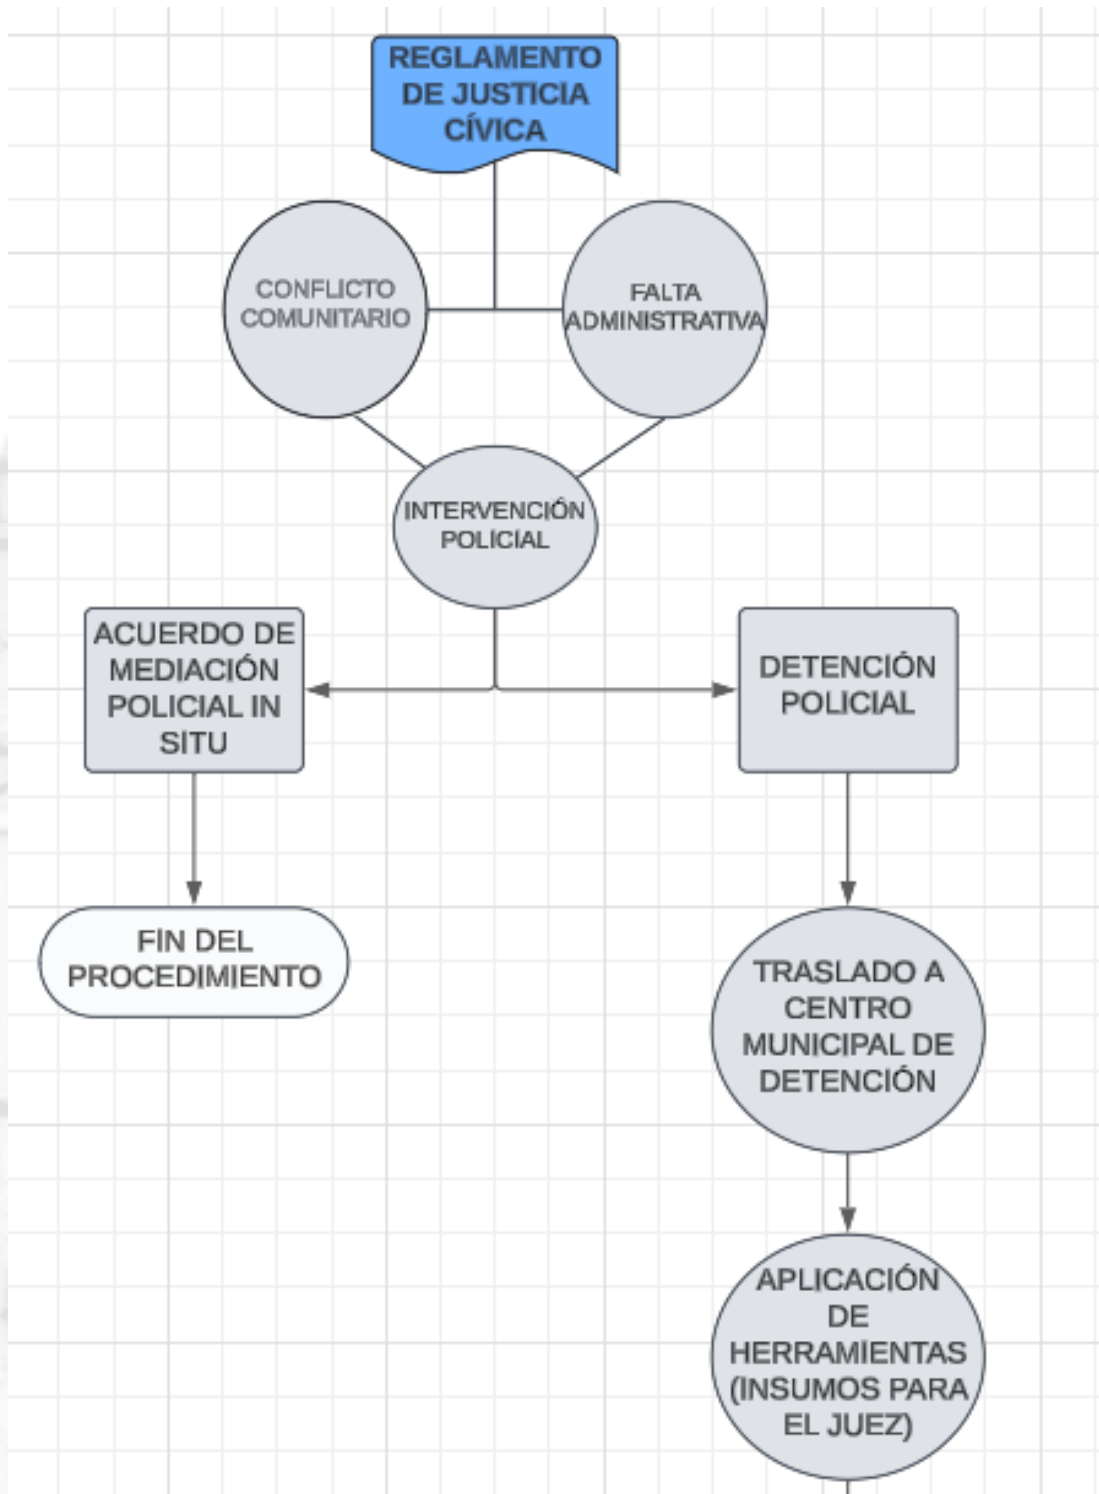 REGLAMENTO
DE JUSTICIA
CÍVICA
CONFLICTO
COMUNITARIO
FALTA
ADMINISTRATIVA
INTERVENCIÓN
POLICIAL
ACUERDO DE
MEDIACIÓN
POLICIAL IN
SITU
DETENCIÓN
POLICIAL
FIN DEL
PROCEDIMIENTO
TRASLADO A
CENTRO
MUNICIPAL DE
DETENCIÓN
APLICACIÓN
DE
HERRAMIENTAS
(INSUMOS PARA
EL JUEZ)